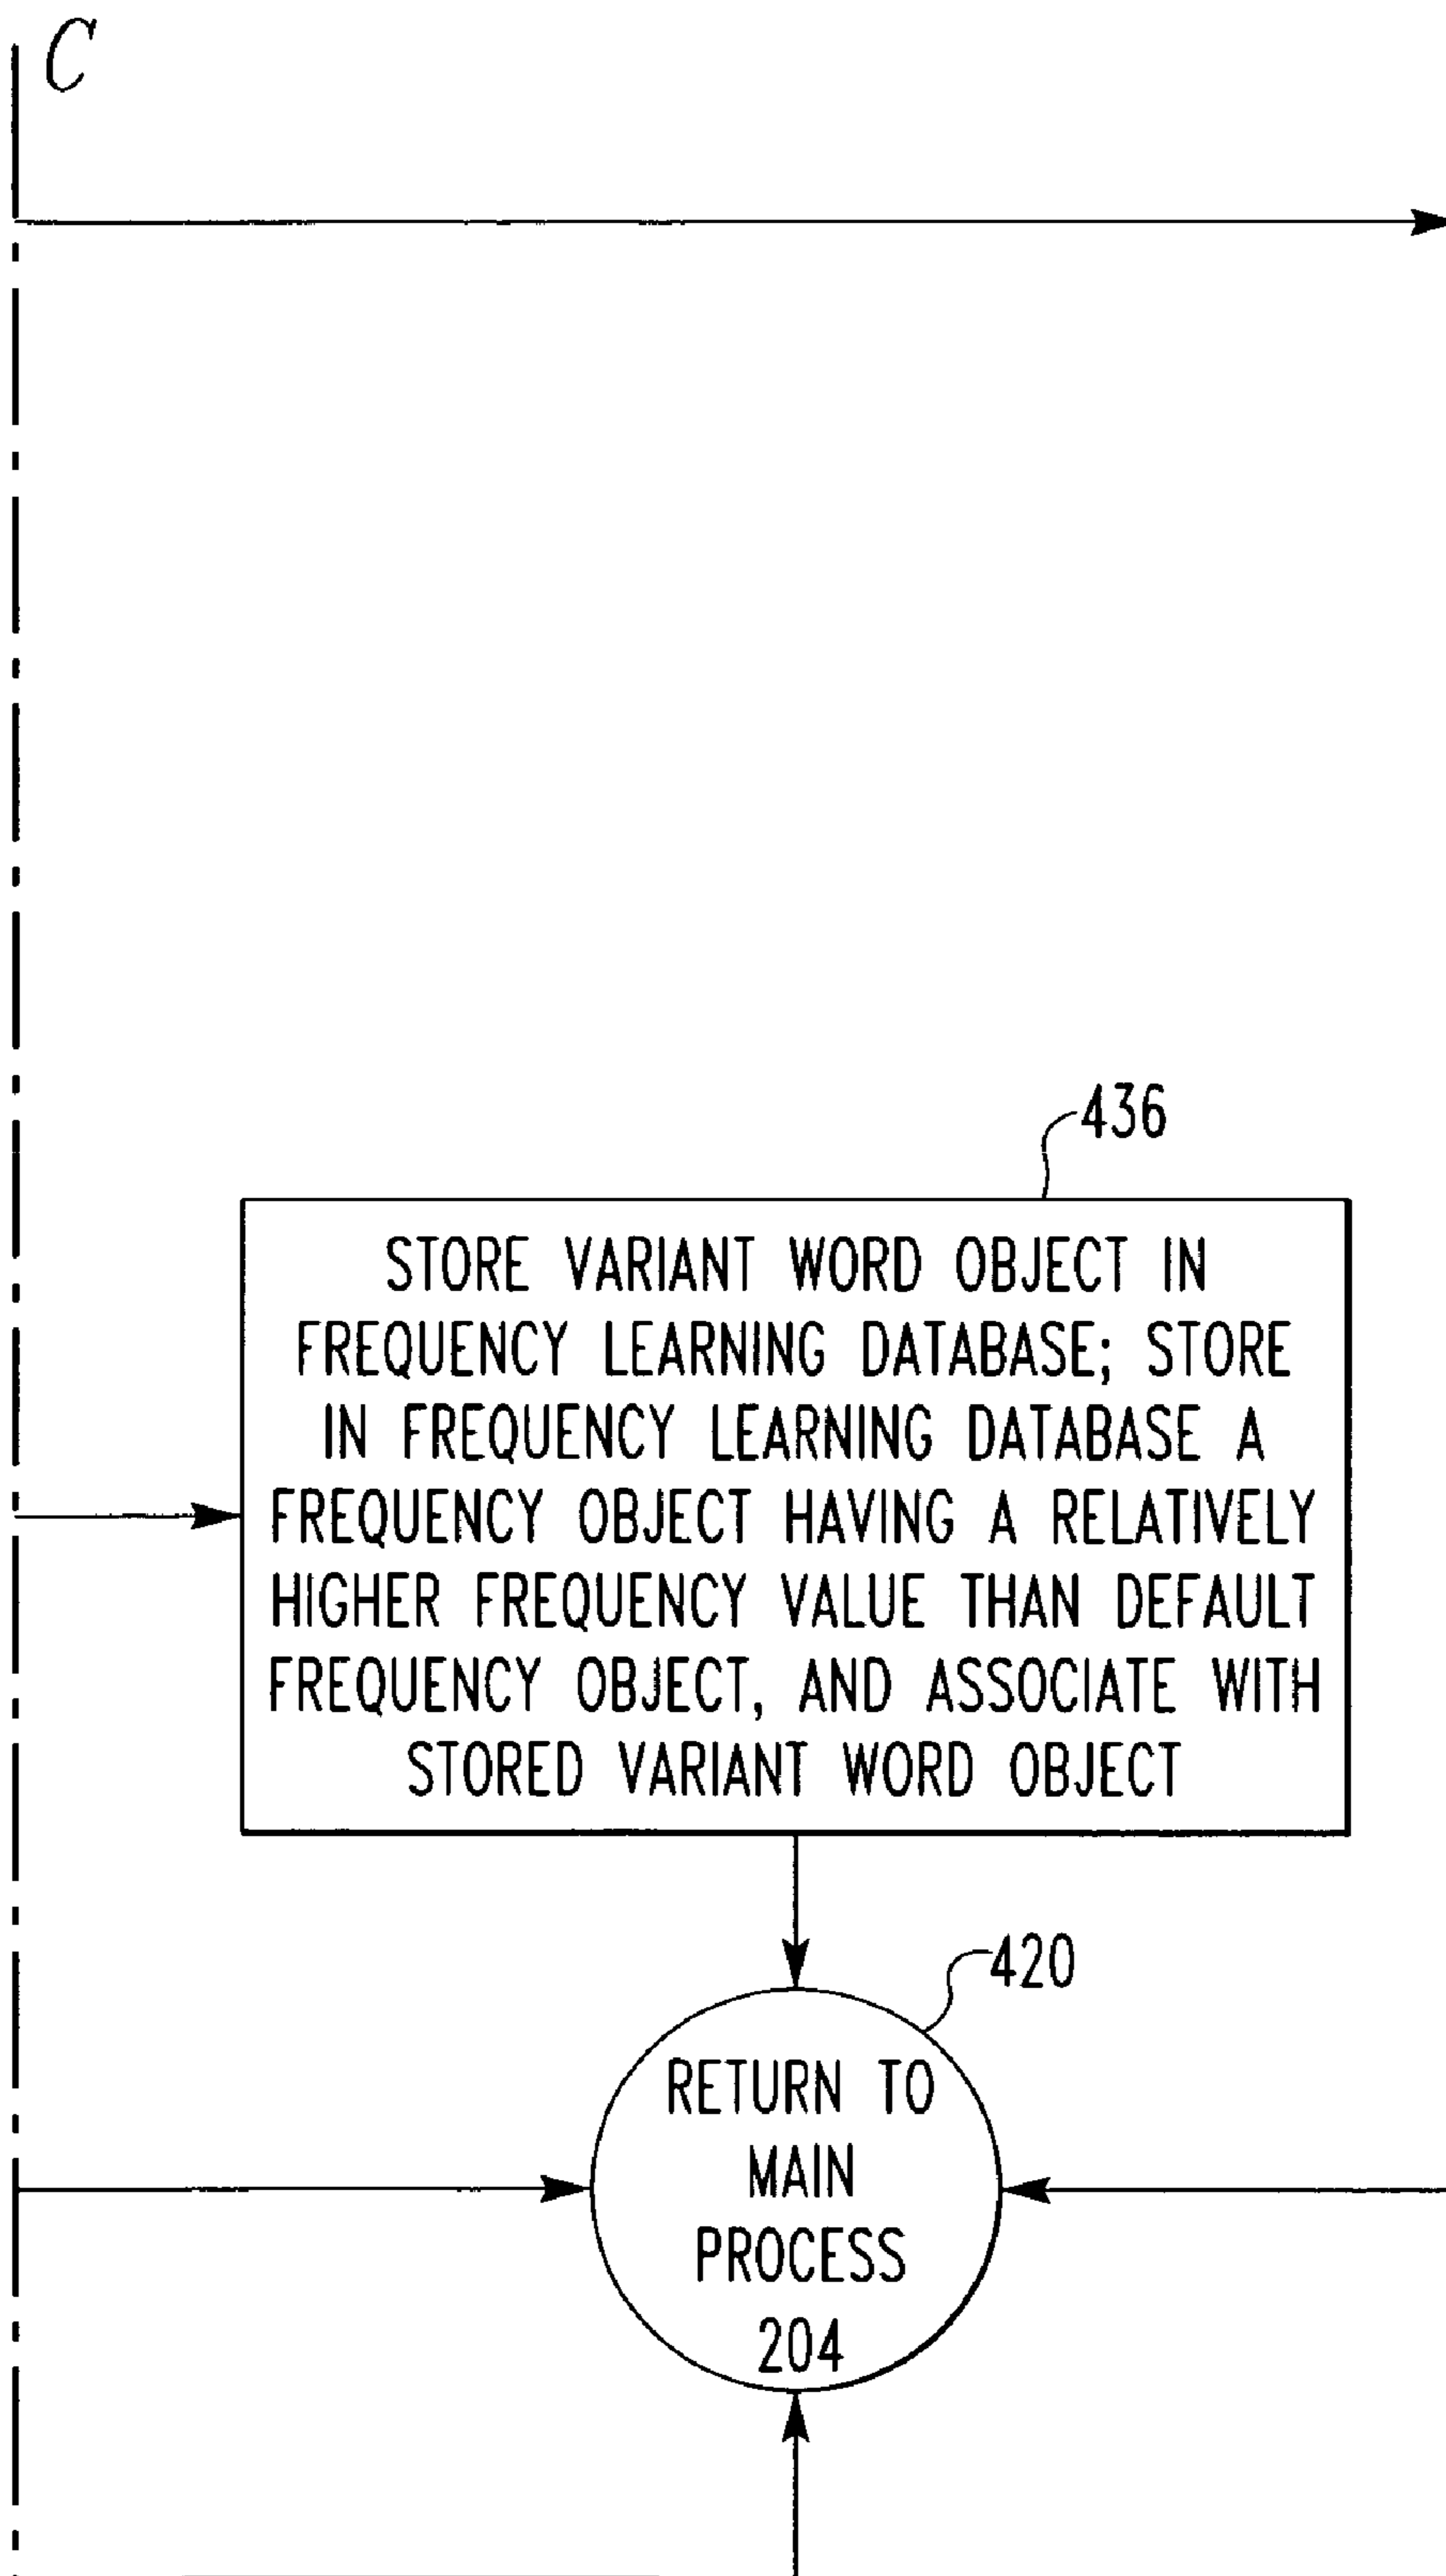 C
436
STORE VARIANT WORD OBJECT IN
FREQUENCY LEARNING DATABASE; STORE
IN FREQUENCY LEARNING DATABASE A
FREQUENCY OBJECT HAVING A RELATIVELY
HIGHER FREQUENCY VALUE THAN DEFAULT
FREQUENCY OBJECT, AND ASSOCIATE WITH
STORED VARIANT WORD OBJECT
420
RETURN TO
MAIN
PROCESS
204